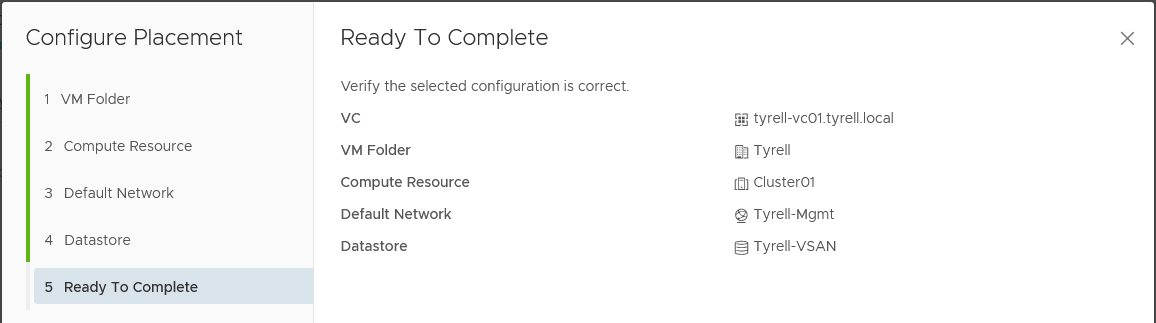 Configure Placement
1 VM Folder
2 Compute Resource
3 Default Network
4 Datastore
5 Ready To Complete
Ready To Complete
Verify the selected configuration is correct.
VC tyrell-vc01.tyrell.local
VM Folder Tyrell
Compute Resource Cluster01
Default Network Tyrell-Mgmt
Datastore Tyrell-VSAN